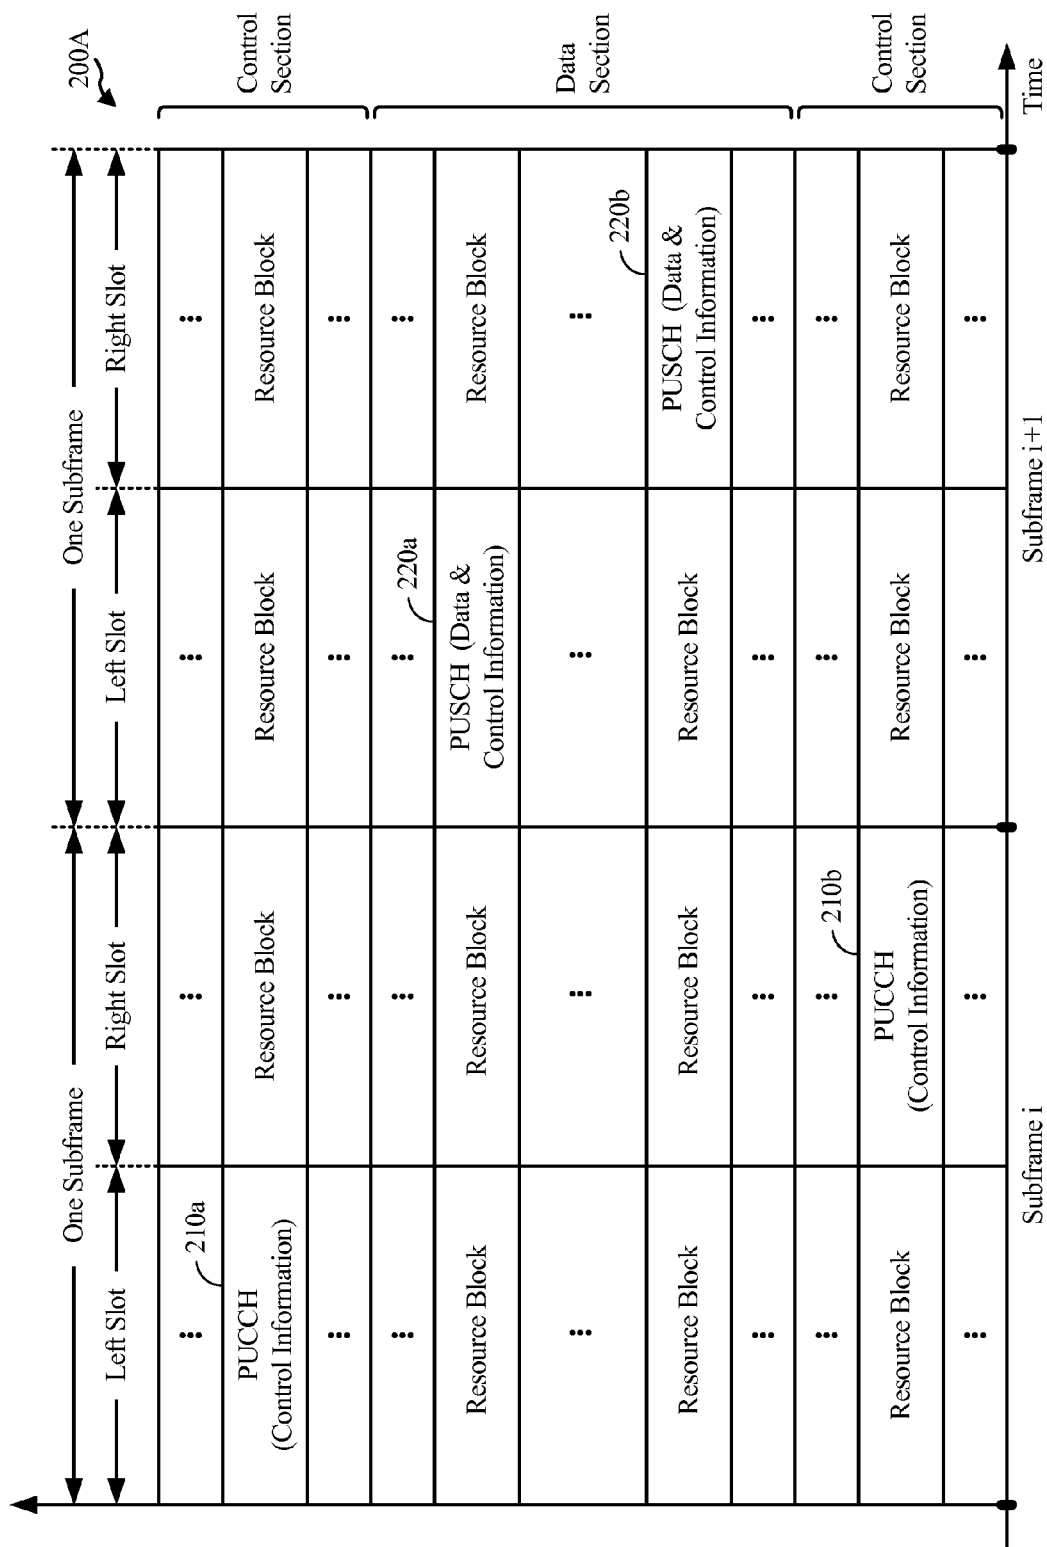 200A
One Subframe
One Subframe
Left Slot
Right Slot
Left Slot
Right Slot
210a
PUCCH
(Control Information)
Resource Block
Resource Block
Resource Block
Control
Section
220a
Resource Block
Resource Block
PUSCH (Data &
Control Information)
Resource Block
Data
Section
220b
Resource Block
Resource Block
Resource Block
PUSCH (Data &
Control Information)
210b
Resource Block
PUCCH
(Control Information)
Resource Block
Resource Block
Control
Section
Subframe i
Subframe i+1
Time